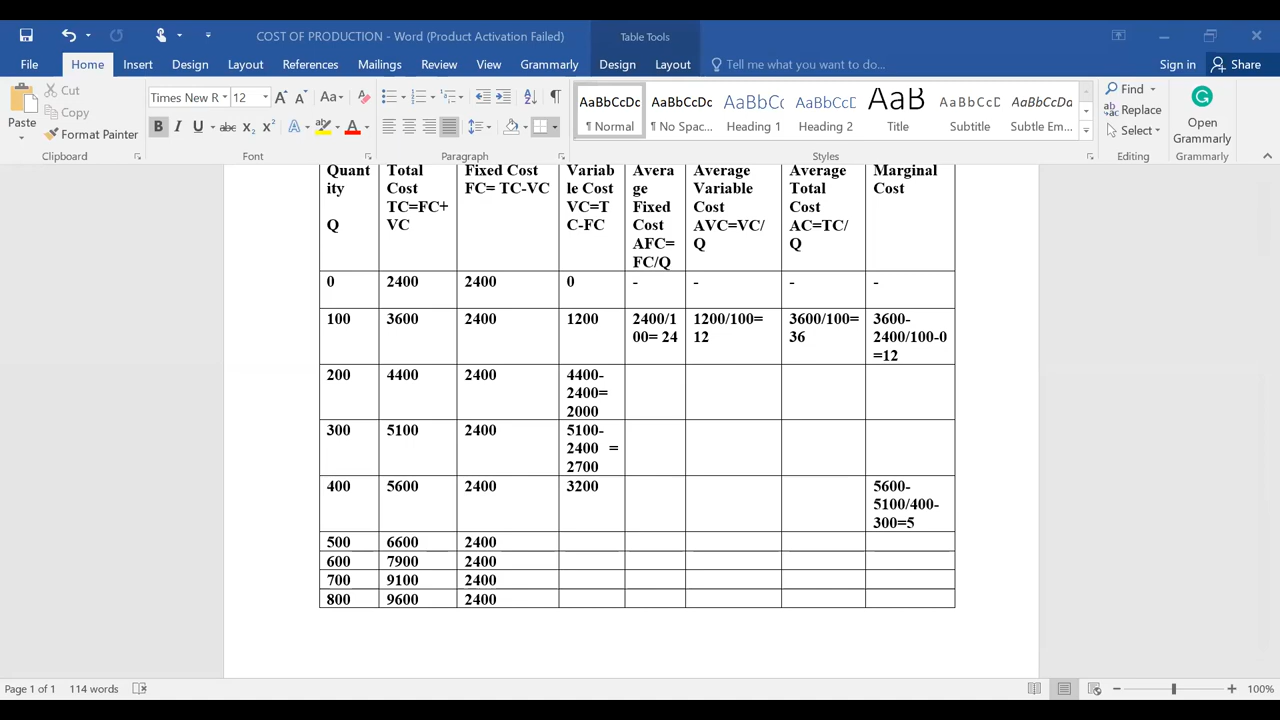 COST OF PRODUCTION - Word (Product Activation Failed)
Table Tools
File Home Insert Design Layout References Mailings Review View Grammarly Design Layout Tell me what you want to do... Sign in Share
Paste
Cut
Copy
Format Painter
Clipboard
Times New R 12
Aa
B I U abc X₂ X² A A
Font
Paragraph
AaBbCcDc AaBbCcDc AaBbCc AaBbCcD AaB AaBbCcD AaBbCcDa
¶ Normal ¶ No Spac... Heading 1 Heading 2 Title Subtitle Subtle Em...
Styles
Find
Replace
Select
Editing
Open
Grammarly
Grammarly
Quant
ity
Q
Total
Cost
TC=FC+
VC
Fixed Cost
FC= TC-VC
Variab
le Cost
VC=T
C-FC
Avera
ge
Fixed
Cost
AFC=
FC/Q
Average
Variable
Cost
AVC=VC/
Q
Average
Total
Cost
AC=TC/
Q
Marginal
Cost
0 2400 2400 0 - - - -
100 3600 2400 1200
2400/1
00= 24
1200/100=
12
3600/100=
36
3600-
2400/100-0
=12
200 4400 2400
4400-
2400=
2000
300 5100 2400
5100-
2400 =
2700
400 5600 2400 3200
5600-
5100/400-
300=5
500 6600 2400
600 7900 2400
700 9100 2400
800 9600 2400
Page 1 of 1 114 words 100%